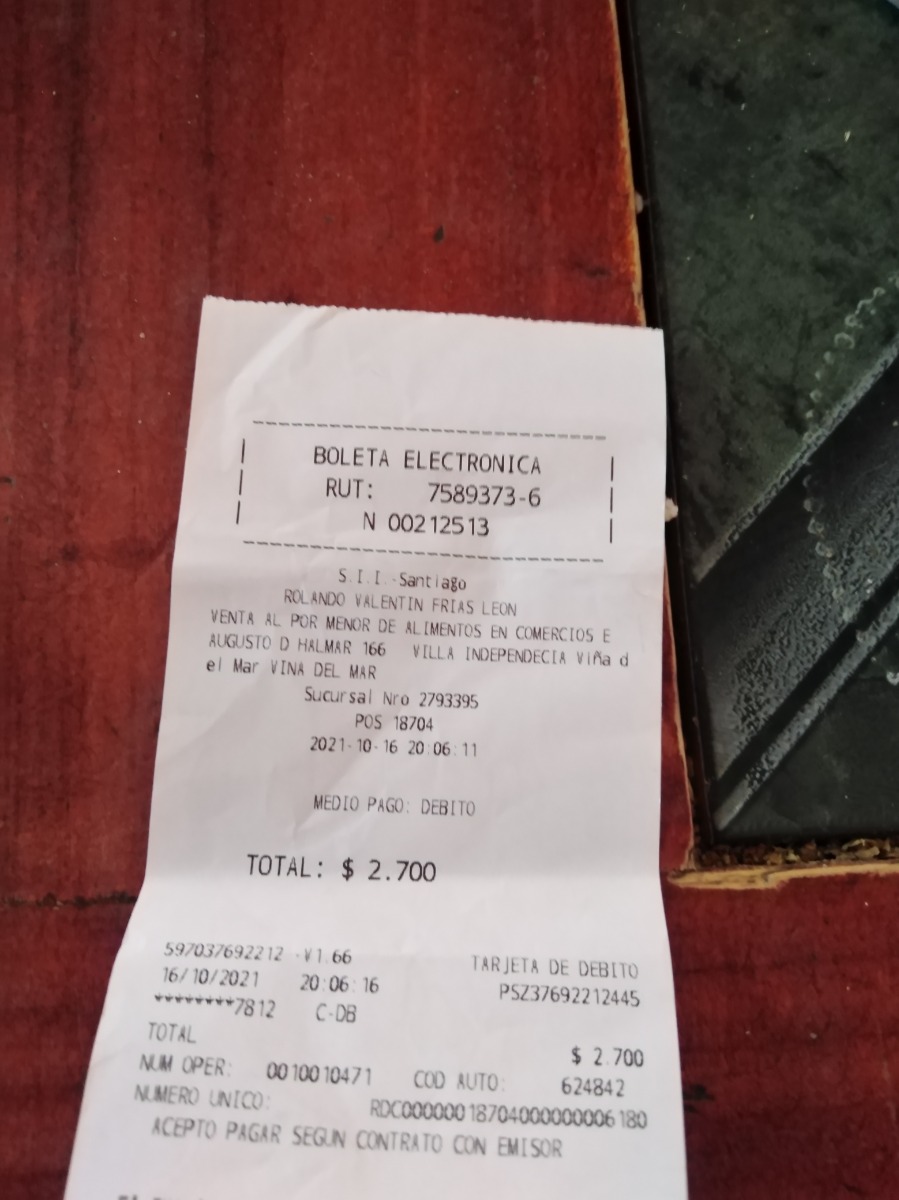 BOLETA ELECTRONICA
RUT: 7589373-6
N 00212513
S.I.I.-Santiago
ROLANDO VALENTIN FRIAS LEON
VENTA AL POR MENOR DE ALIMENTOS EN COMERCIOS E
AUGUSTO D HALMAR 166 VILLA INDEPENDECIA Viña d
el Mar VINA DEL MAR
Sucursal Nro 2793395
POS 18704
2021-10-16 20:06:11
MEDIO PAGO: DEBITO
TOTAL: $ 2.700
597037692212 -V1.66 TARJETA DE DEBITO
16/10/2021 20:06:16 PSZ37692212445
********7812 C-DB
TOTAL $ 2.700
NUM OPER: 0010010471 COD AUTO: 624842
NUMERO UNICO: RDC000000187040000000006180
ACEPTO PAGAR SEGUN CONTRATO CON EMISOR